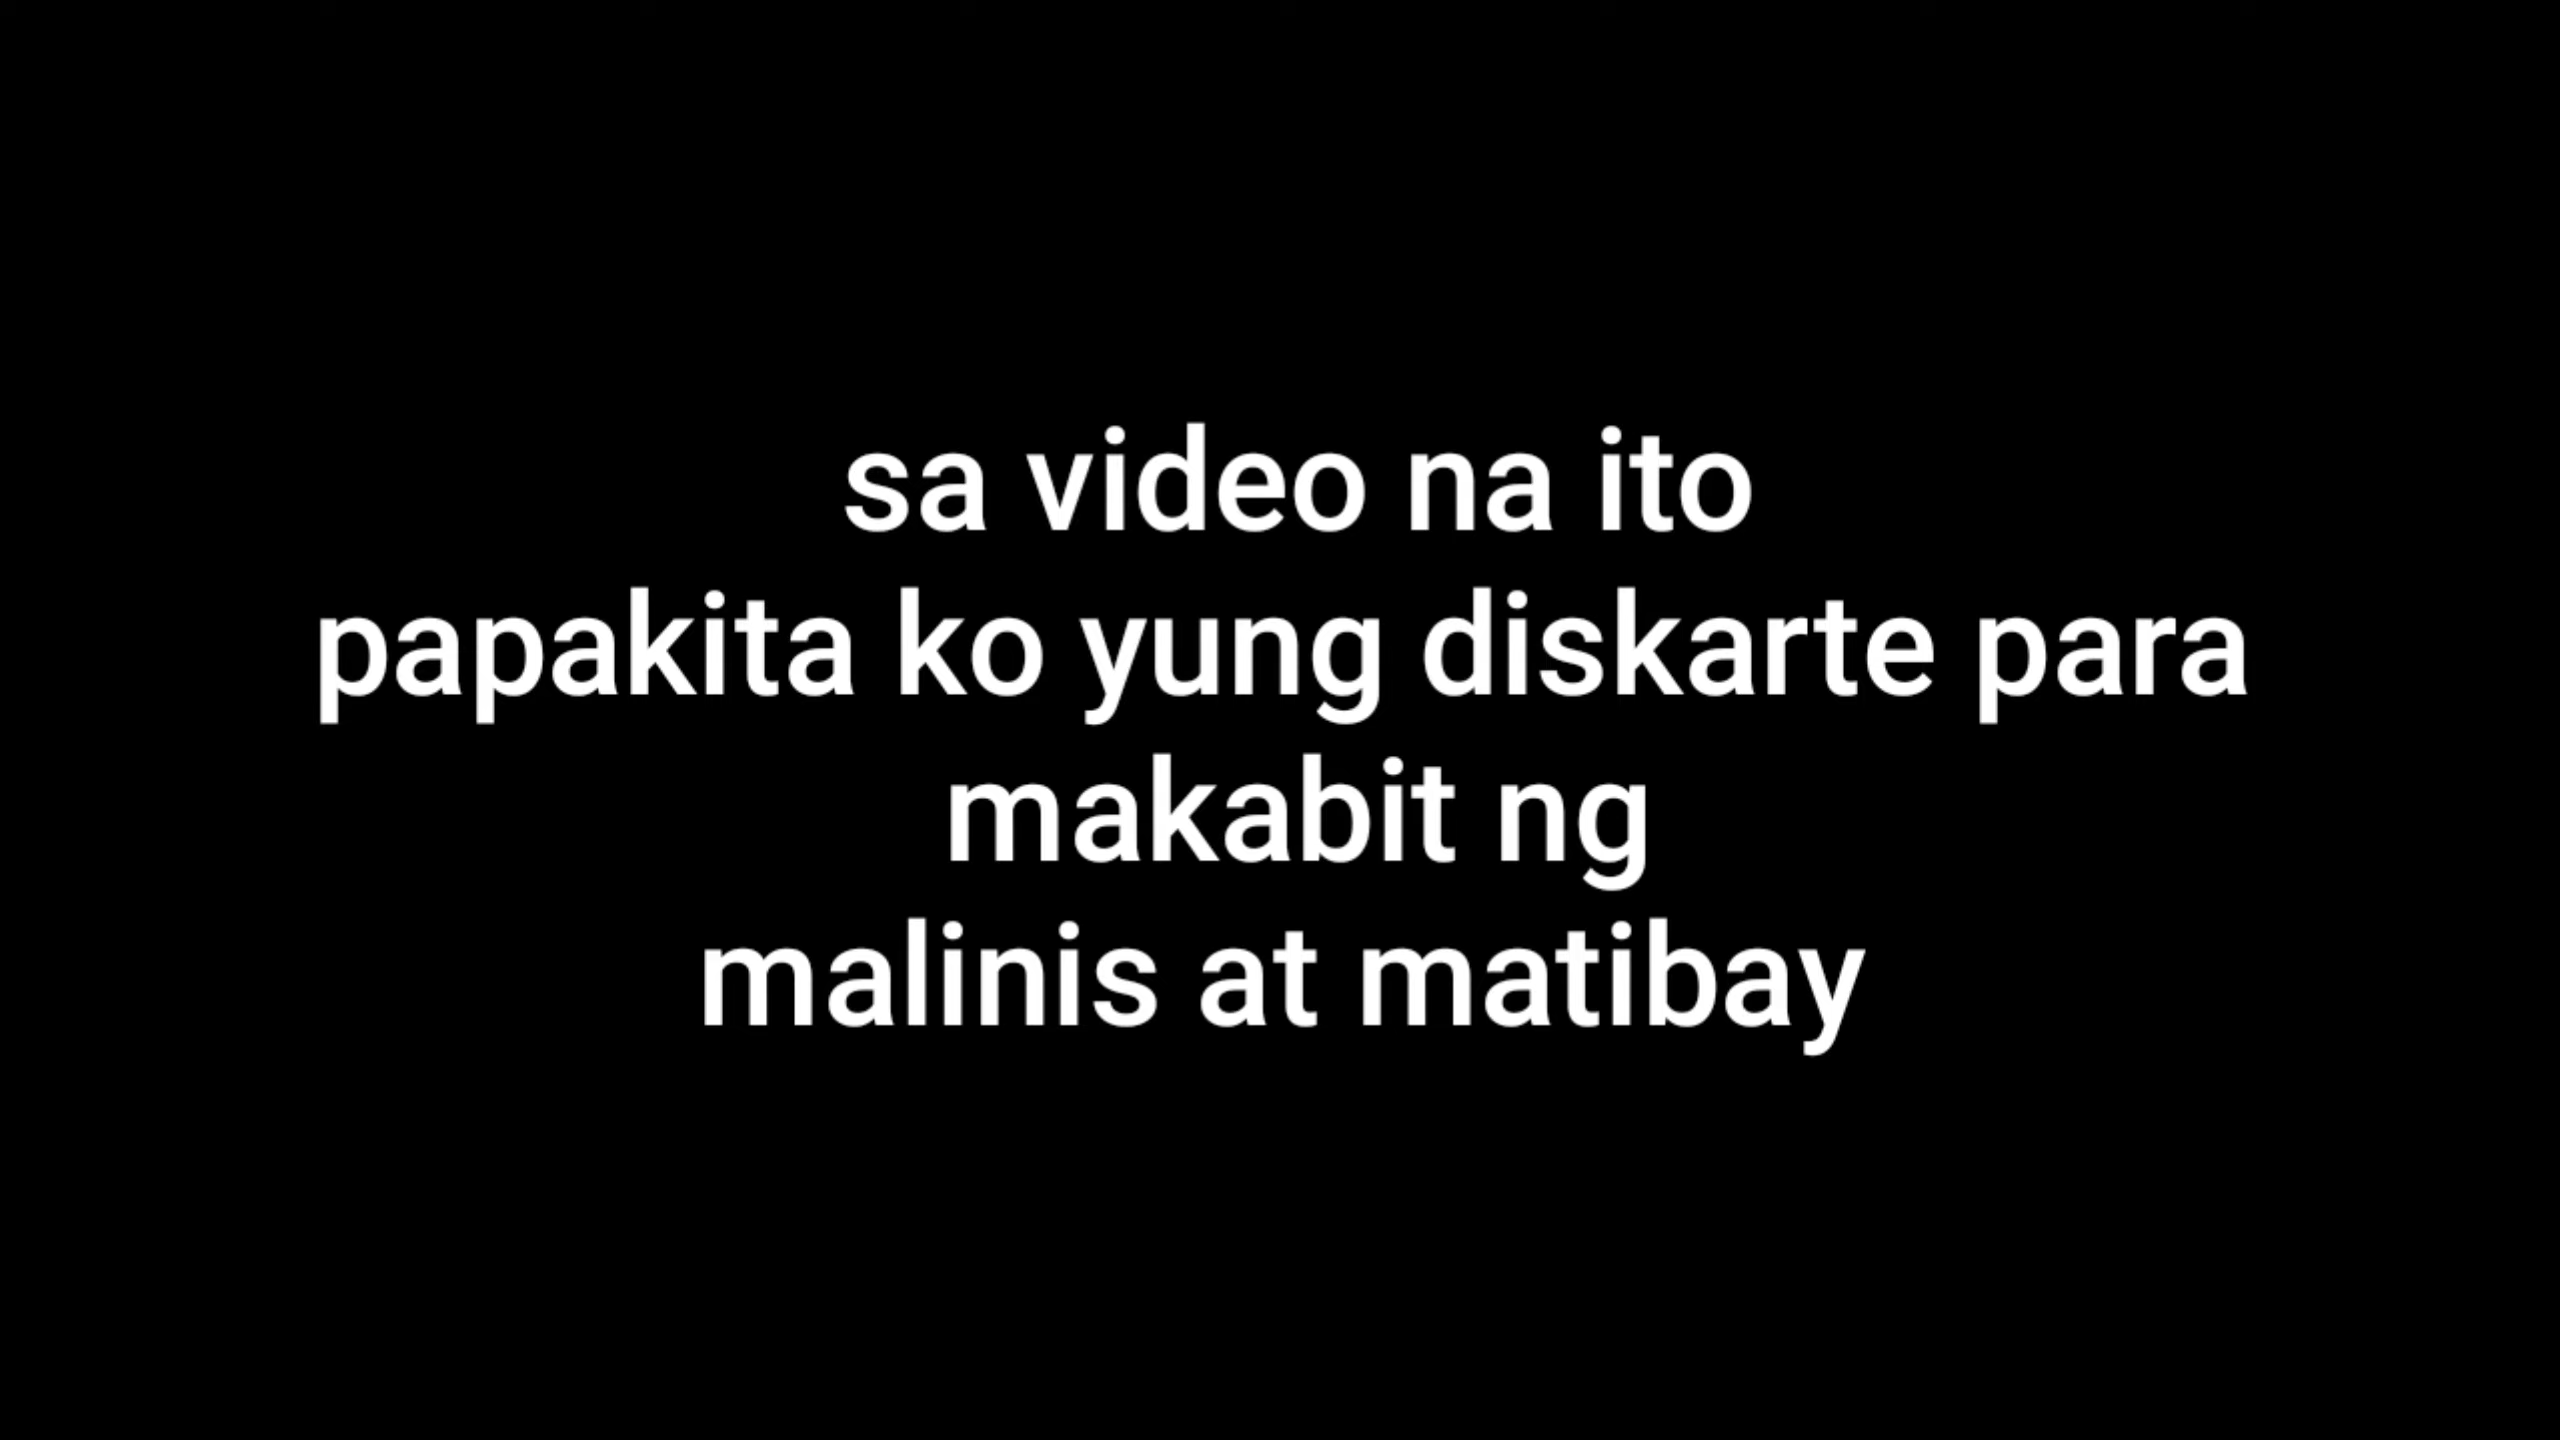 sa video na ito
papakita ko yung diskarte para
makabit ng
malinis at matibay